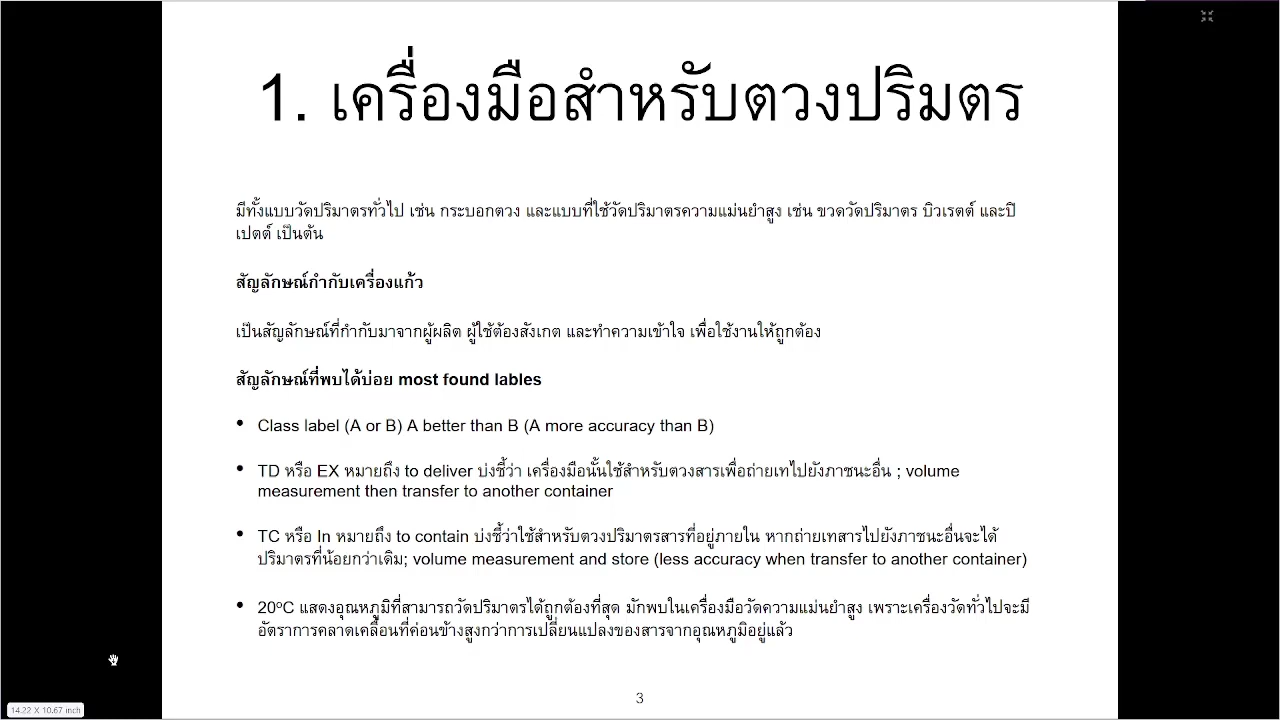 1. เครื่องมือสำหรับตวงปริมตร
มีทั้งแบบวัดปริมาตรทั่วไป เช่น กระบอกตวง และแบบที่ใช้วัดปริมาตรความแม่นยำสูง เช่น ขวดวัดปริมาตร บิวเรตต์ และปิ
เปตต์ เป็นต้น
สัญลักษณ์กำกับเครื่องแก้ว
เป็นสัญลักษณ์ที่กำกับมาจากผู้ผลิต ผู้ใช้ต้องสังเกต และทำความเข้าใจ เพื่อใช้งานให้ถูกต้อง
สัญลักษณ์ที่พบได้บ่อย most found lables
• Class label (A or B) A better than B (A more accuracy than B)
• TD หรือ EX หมายถึง to deliver บ่งชี้ว่า เครื่องมือนั้นใช้สำหรับตวงสารเพื่อถ่ายเทไปยังภาชนะอื่น ; volume
measurement then transfer to another container
• TC หรือ In หมายถึง to contain บ่งชี้ว่าใช้สำหรับตวงปริมาตรสารที่อยู่ภายใน หากถ่ายเทสารไปยังภาชนะอื่นจะได้
ปริมาตรที่น้อยกว่าเดิม; volume measurement and store (less accuracy when transfer to another container)
• 20ºC แสดงอุณหภูมิที่สามารถวัดปริมาตรได้ถูกต้องที่สุด มักพบในเครื่องมือวัดความแม่นยำสูง เพราะเครื่องวัดทั่วไปจะมี
อัตราการคลาดเคลื่อนที่ค่อนข้างสูงกว่าการเปลี่ยนแปลงของสารจากอุณหภูมิอยู่แล้ว
3
14.22 X 10.67 inch